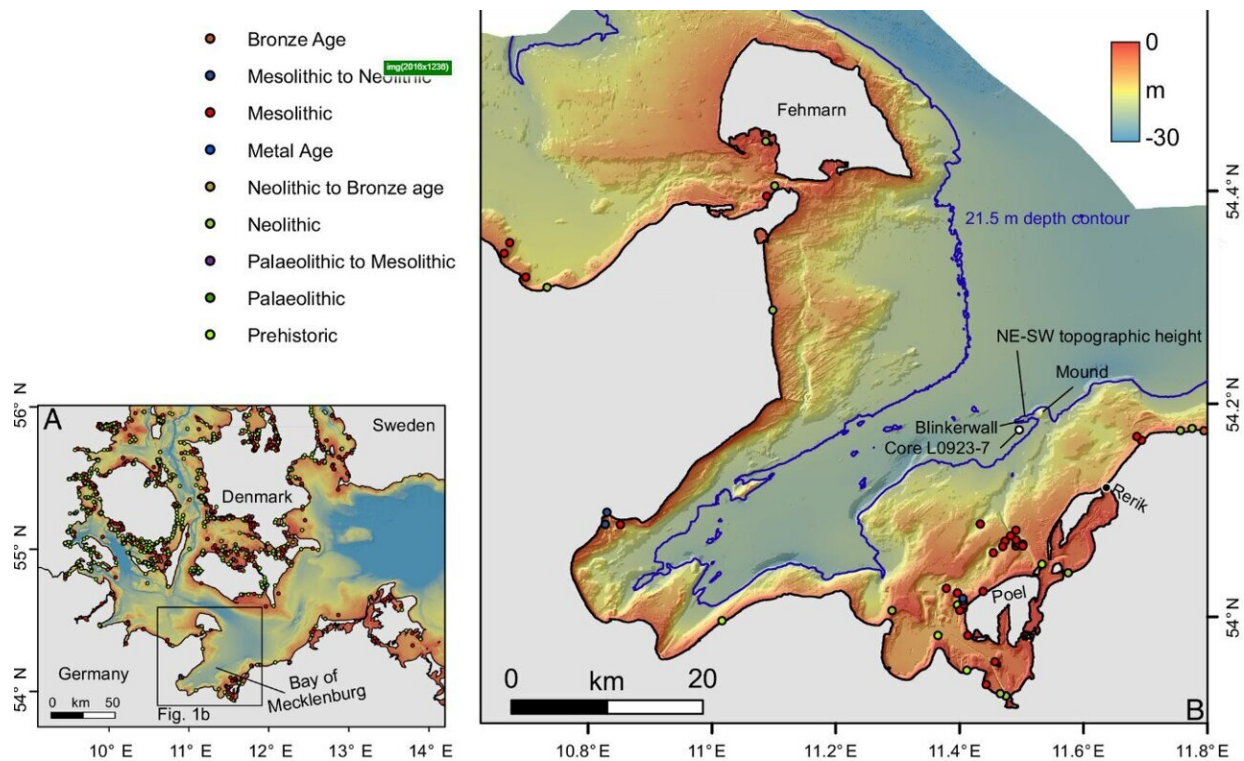 Bronze Age
Mesolithic to Neolithic
img(2016x1236)
Mesolithic
Metal Age
Neolithic to Bronze age
Neolithic
Palaeolithic to Mesolithic
Palaeolithic
Prehistoric
A
56° N
55° N
54° N
Sweden
Denmark
Germany
Bay of
Mecklenburg
0 km 50
Fig. 1b
10° E 11° E 12° E 13° E 14° E
0
m
-30
Fehmarn
54.4° N
21.5 m depth contour
NE-SW topographic height
Mound
54.2° N
Blinkerwall
Core L0923-7
Rerik
Poel
54° N
0 km 20
B
10.8° E 11° E 11.2° E 11.4° E 11.6° E 11.8° E